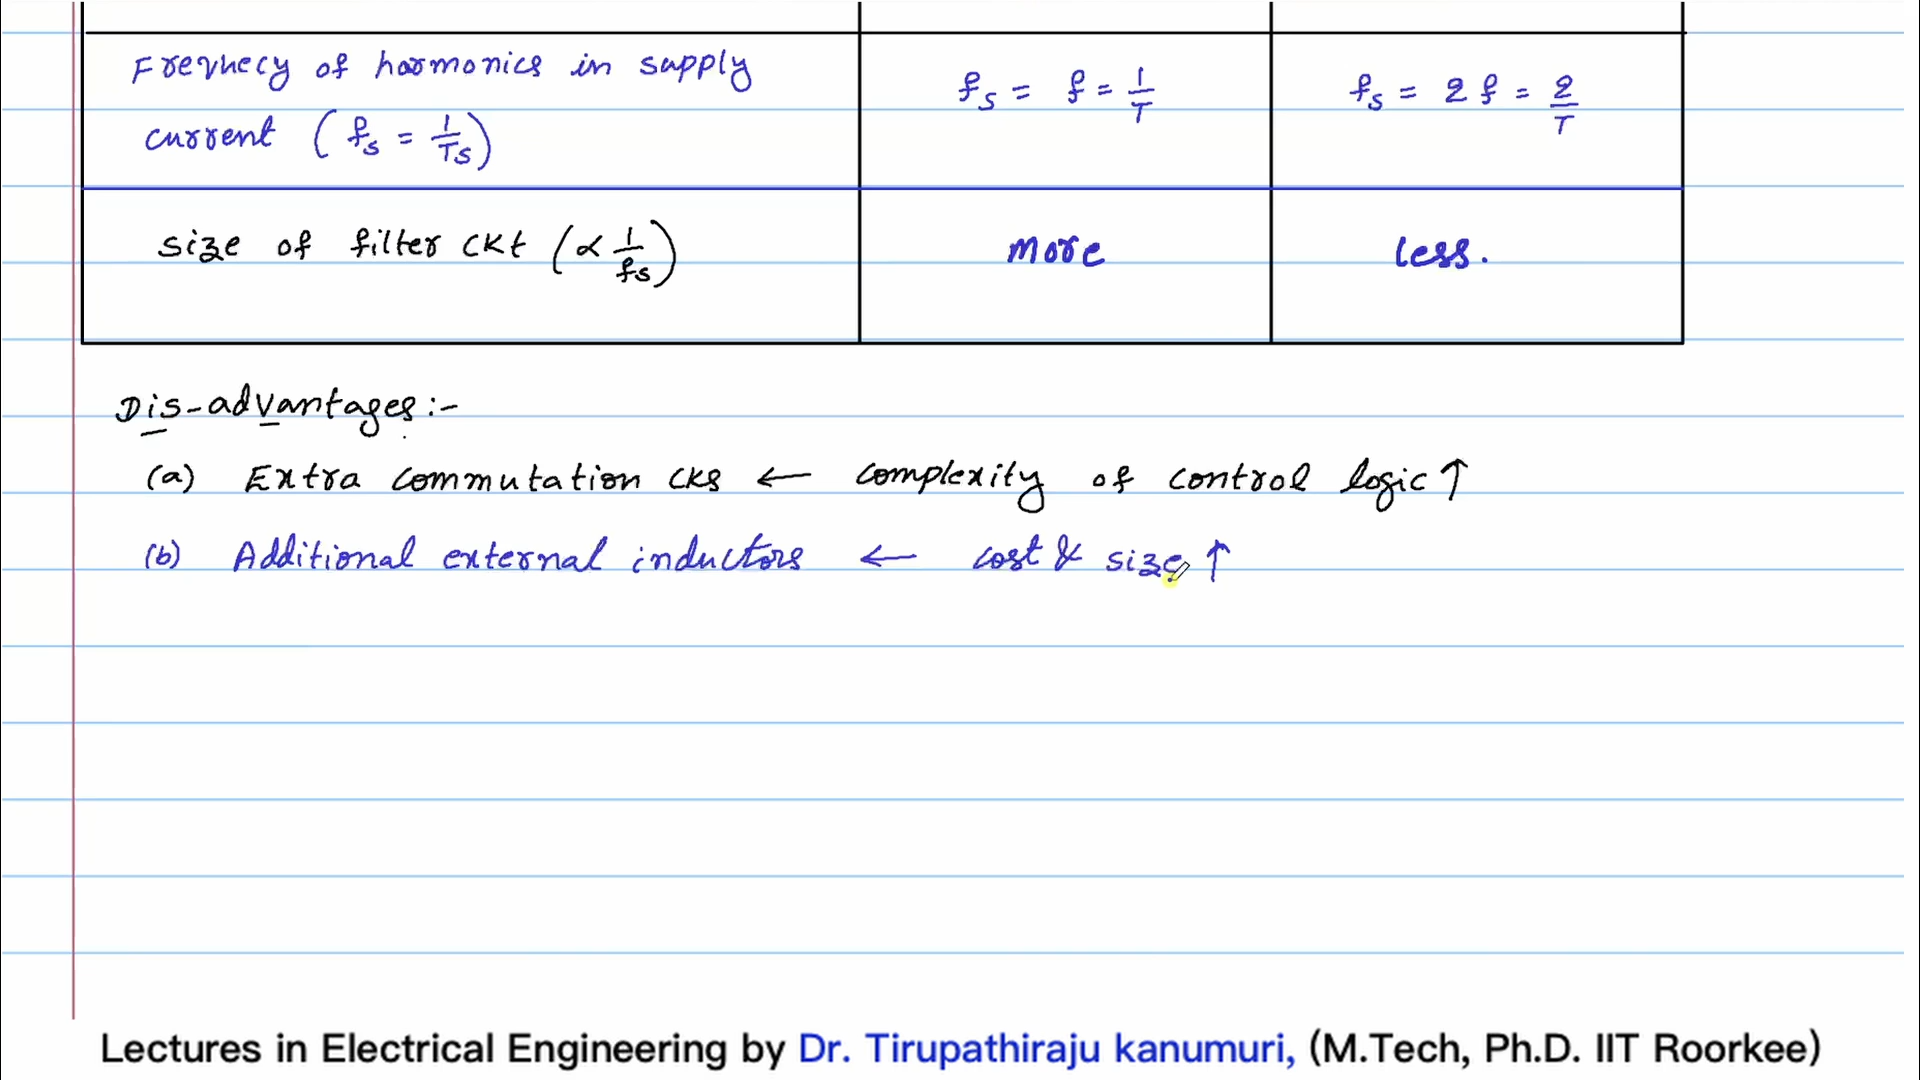 Freqnecy of harmonics in supply
current (fs = 1/Ts)
fs = f = 1/T
fs = 2f = 2/T
size of filter ckt (∝ 1/fs)
more
less.
Dis-advantages:-
(a) Extra commutation cks ← complexity of control logic ↑
(b) Additional external inductors ← cost & size ↑
Lectures in Electrical Engineering by Dr. Tirupathiraju kanumuri, (M.Tech, Ph.D. IIT Roorkee)